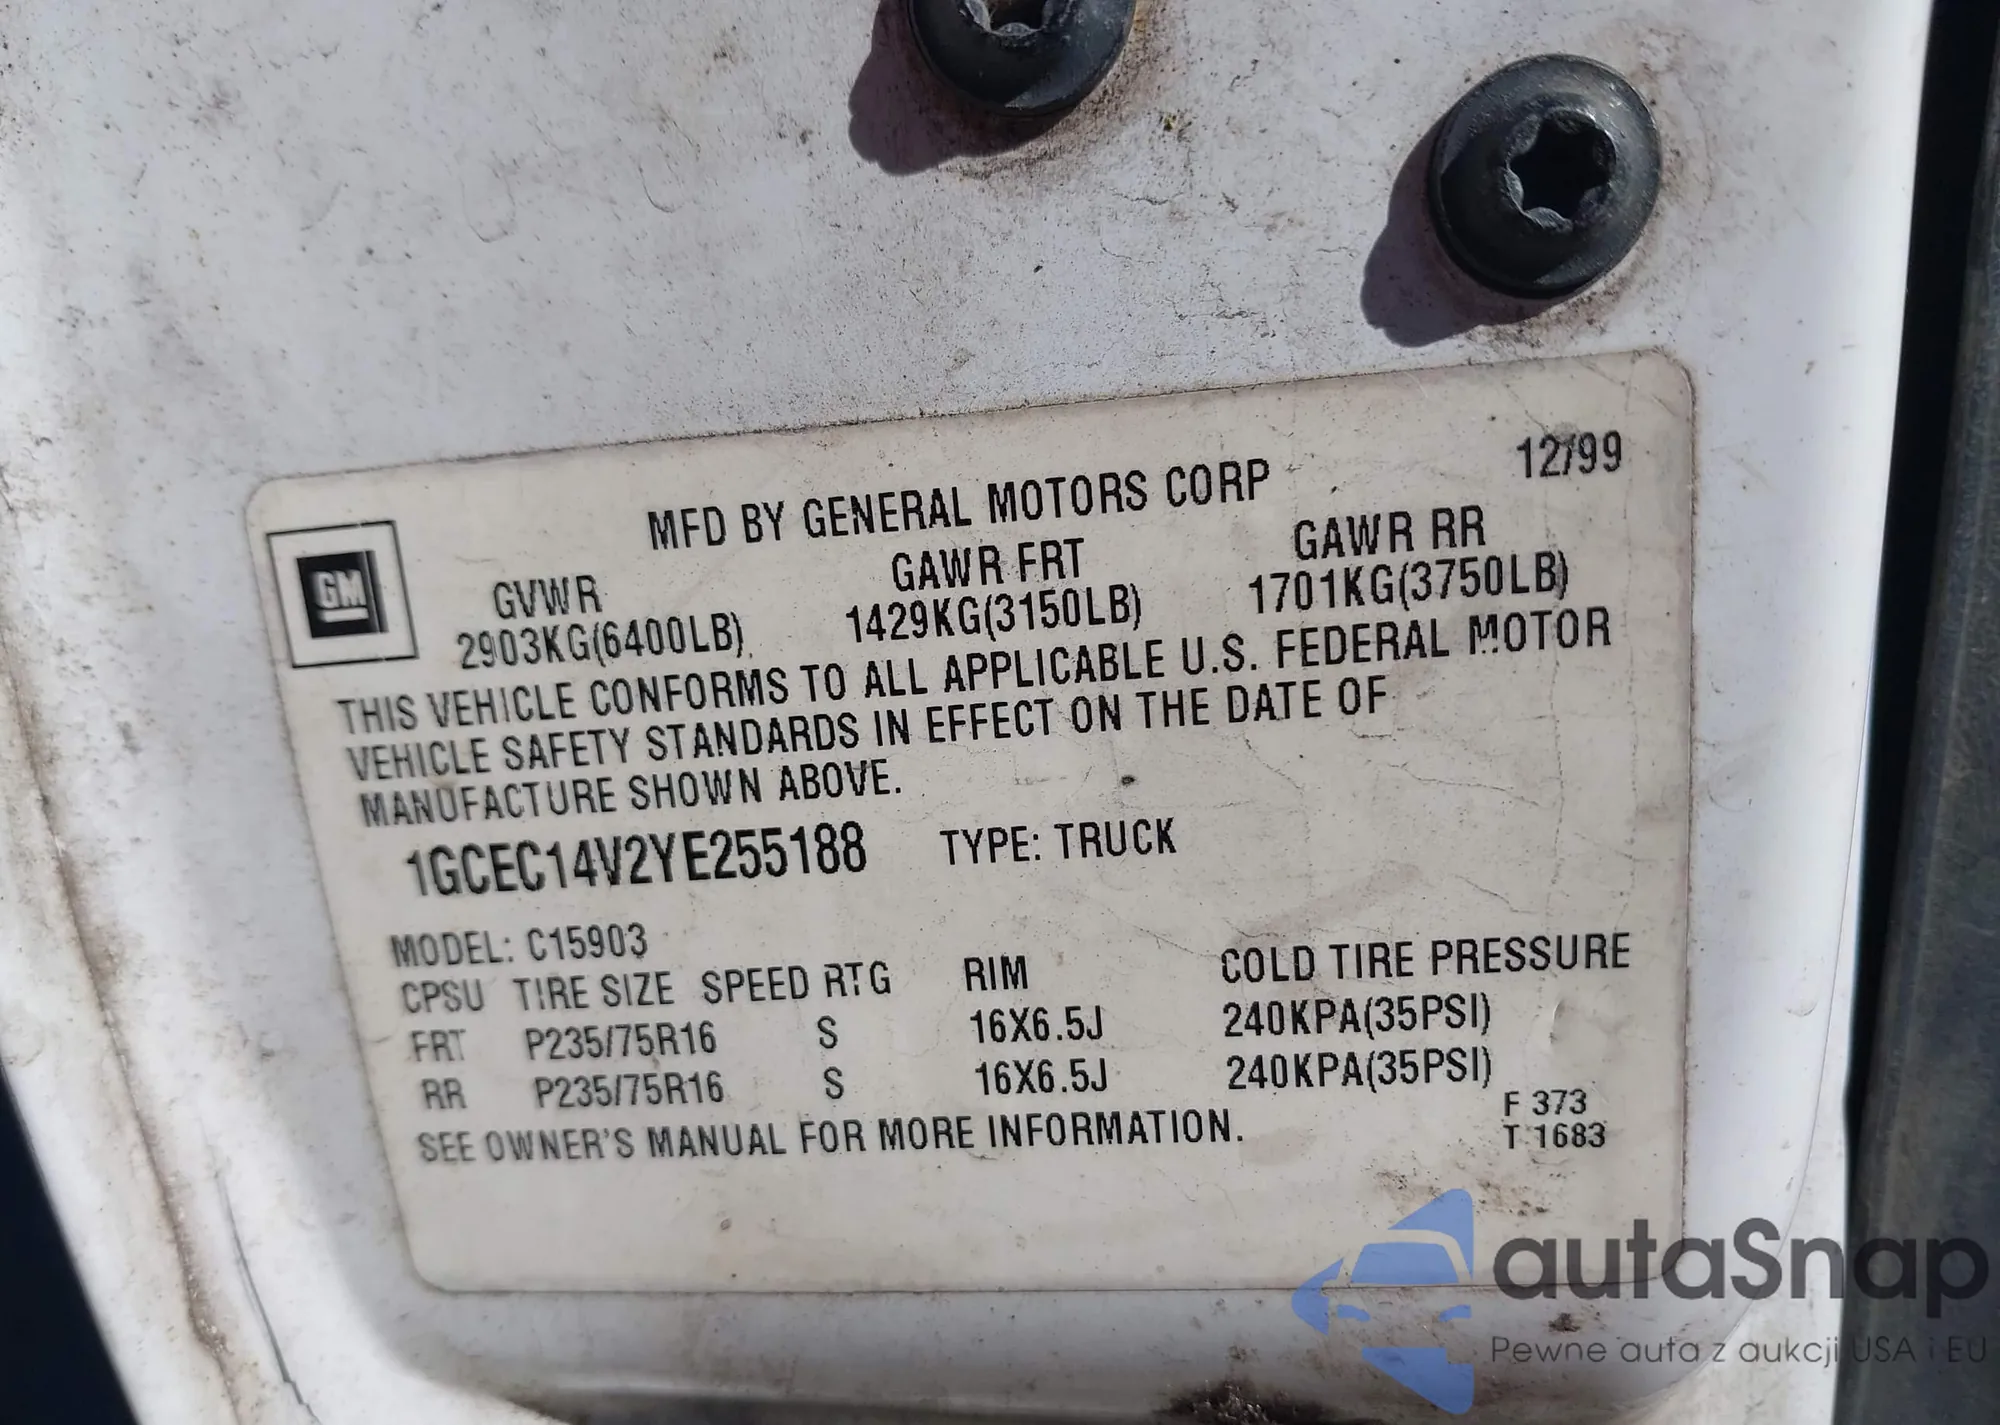 MFD BY GENERAL MOTORS CORP 12/99
GM
GVWR GAWR FRT GAWR RR
2903KG(6400LB) 1429KG(3150LB) 1701KG(3750LB)
THIS VEHICLE CONFORMS TO ALL APPLICABLE U.S. FEDERAL MOTOR
VEHICLE SAFETY STANDARDS IN EFFECT ON THE DATE OF
MANUFACTURE SHOWN ABOVE.
1GCEC14V2YE255188 TYPE: TRUCK
MODEL: C15903
CPSU TIRE SIZE SPEED RTG RIM COLD TIRE PRESSURE
FRT P235/75R16 S 16X6.5J 240KPA(35PSI)
RR P235/75R16 S 16X6.5J 240KPA(35PSI)
SEE OWNER'S MANUAL FOR MORE INFORMATION.
F 373
T 1683
autaSnap
Pewne auta z aukcji USA i EU